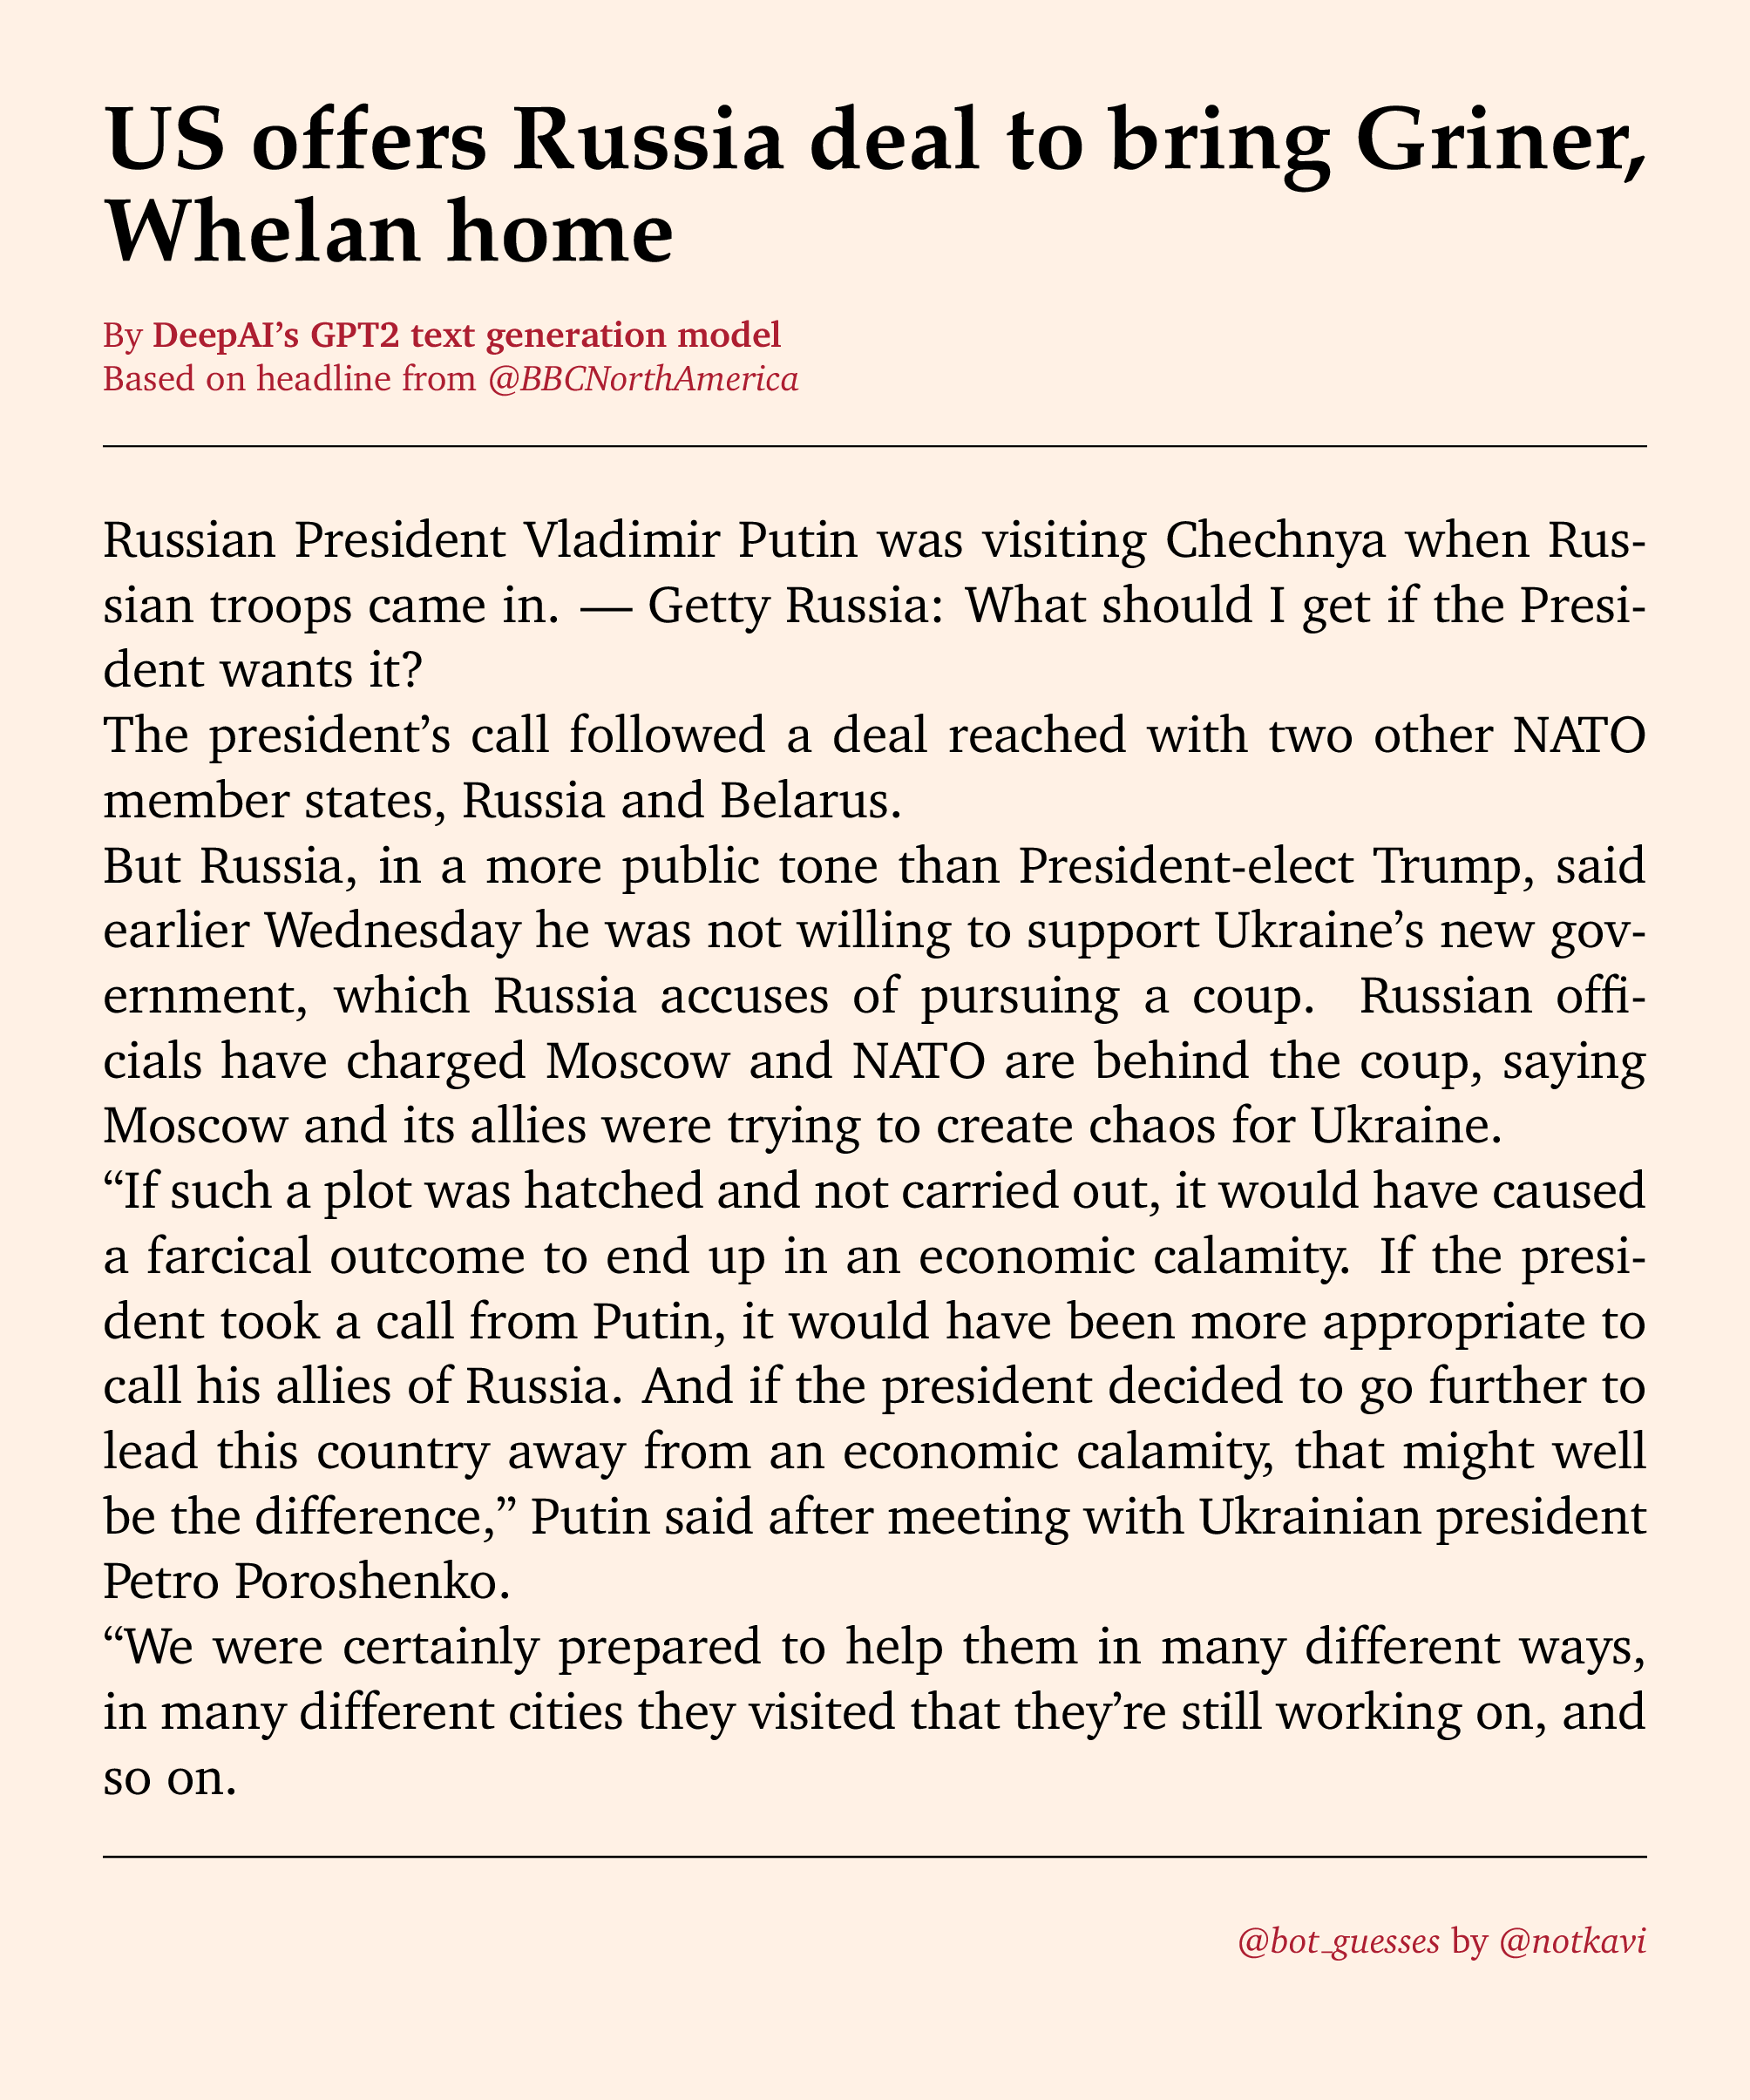 US offers Russia deal to bring Griner,
Whelan home
By DeepAI’s GPT2 text generation model
Based on headline from @BBCNorthAmerica
Russian President Vladimir Putin was visiting Chechnya when Rus-
sian troops came in. — Getty Russia: What should I get if the Presi-
dent wants it?
The president’s call followed a deal reached with two other NATO
member states, Russia and Belarus.
But Russia, in a more public tone than President-elect Trump, said
earlier Wednesday he was not willing to support Ukraine’s new gov-
ernment, which Russia accuses of pursuing a coup. Russian offi-
cials have charged Moscow and NATO are behind the coup, saying
Moscow and its allies were trying to create chaos for Ukraine.
“If such a plot was hatched and not carried out, it would have caused
a farcical outcome to end up in an economic calamity. If the presi-
dent took a call from Putin, it would have been more appropriate to
call his allies of Russia. And if the president decided to go further to
lead this country away from an economic calamity, that might well
be the difference,” Putin said after meeting with Ukrainian president
Petro Poroshenko.
“We were certainly prepared to help them in many different ways,
in many different cities they visited that they’re still working on, and
so on.
@bot_guesses by @notkavi